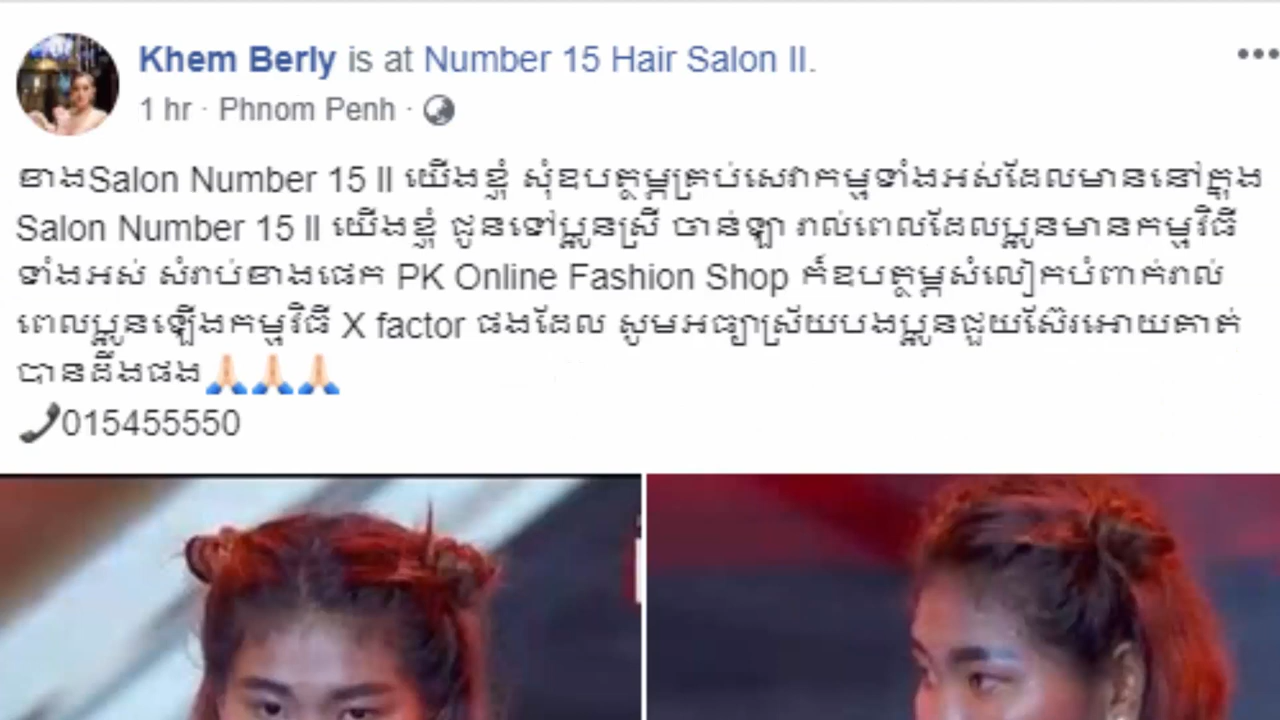 Khem Berly is at Number 15 Hair Salon II.
1 hr · Phnom Penh ·
ខាងSalon Number 15 II យើងខ្ញុំ សុំឧបត្ថម្ភគ្រប់សេវាកម្មទាំងអស់ដែលមាននៅក្នុង
Salon Number 15 II យើងខ្ញុំ ជូនទៅប្អូនស្រី ចាន់ឡា រាល់ពេលដែលប្អូនមានកម្មវិធី
ទាំងអស់ សំរាប់ខាងផេក PK Online Fashion Shop ក៏ឧបត្ថម្ភសំលៀកបំពាក់រាល់
ពេលប្អូនឡើងកម្មវិធី X factor ផងដែល សូមអធ្យាស្រ័យបងប្អូនជួយស៊ែរអោយគាត់
បានដឹងផង🙏🏻🙏🏻🙏🏻
📞015455550